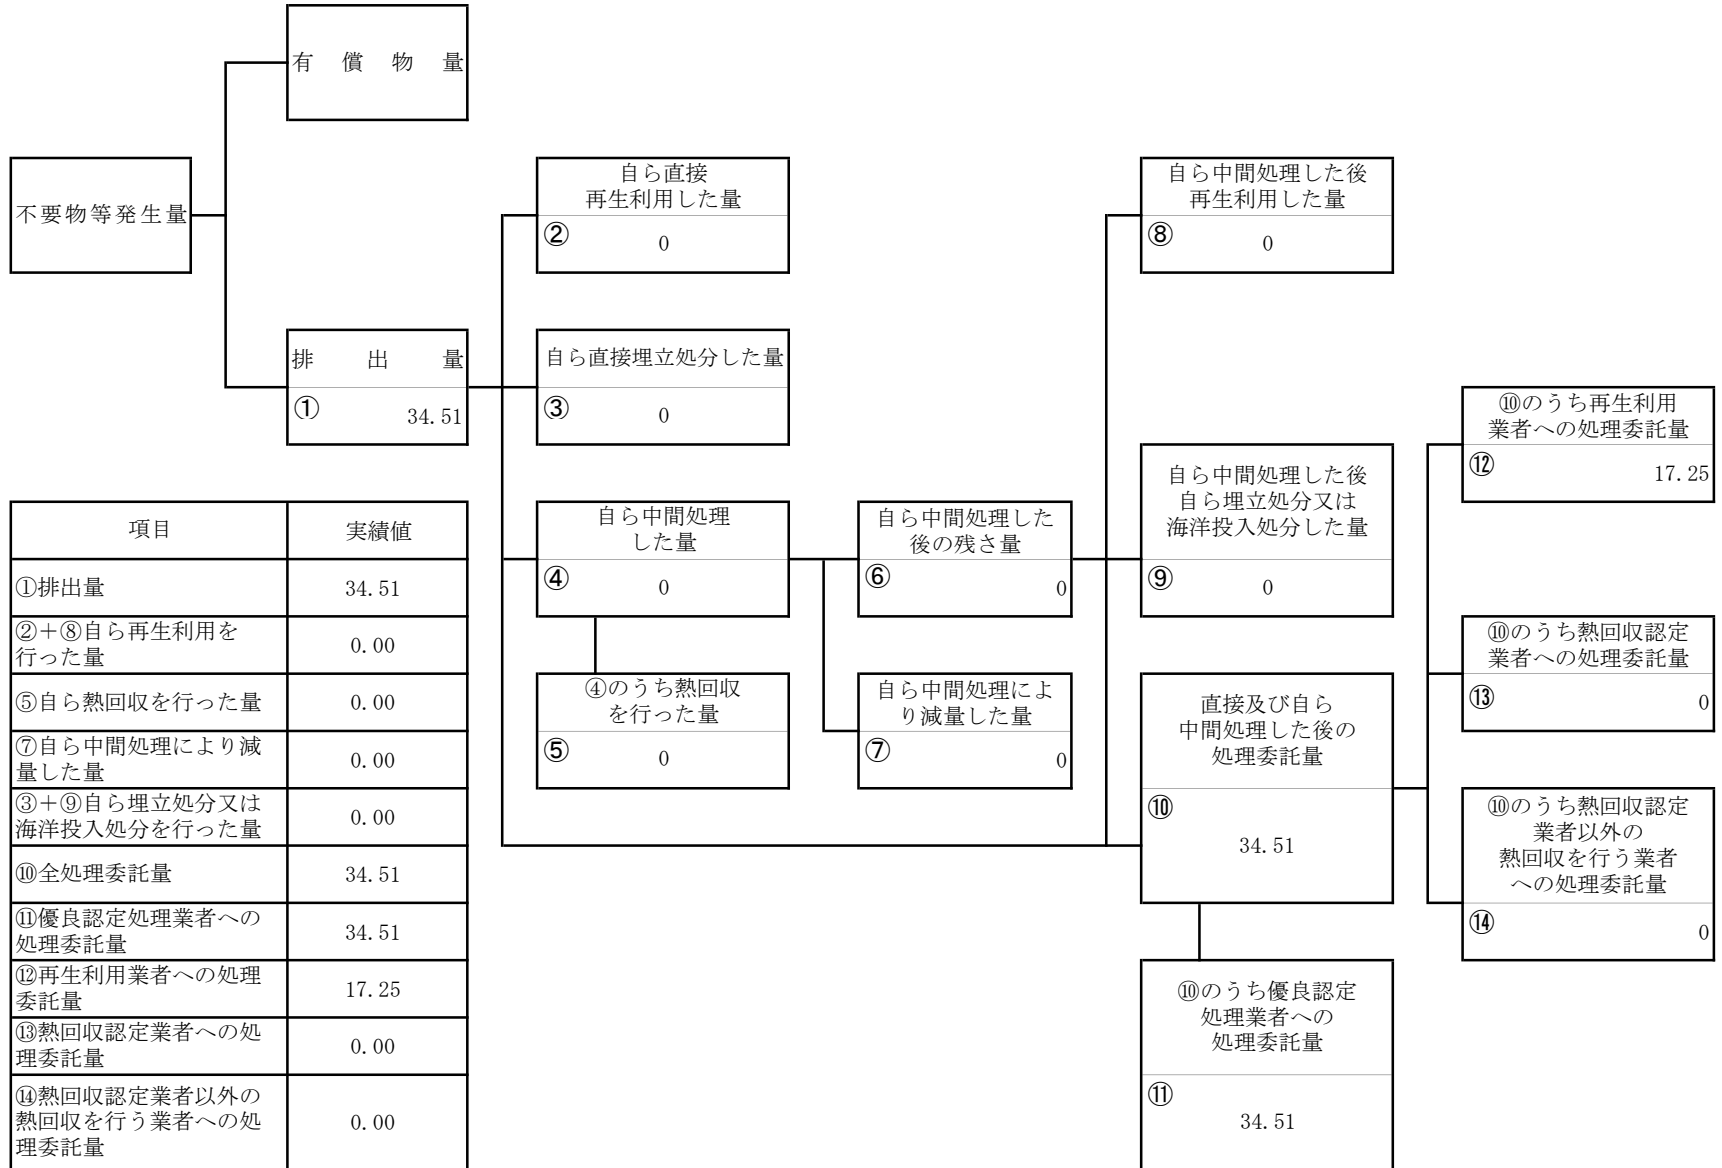 有償物量
不要物等発生量
自ら直接
再生利用した量
② 0
自ら中間処理した後
再生利用した量
⑧ 0
排出量
① 34.51
自ら直接埋立処分した量
③ 0
⑩のうち再生利用
業者への処理委託量
⑫ 17.25
自ら中間処理
した量
④ 0
自ら中間処理した
後の残さ量
⑥ 0
自ら中間処理した後
自ら埋立処分又は
海洋投入処分した量
⑨ 0
⑩のうち熱回収認定
業者への処理委託量
⑬ 0
④のうち熱回収
を行った量
⑤ 0
自ら中間処理によ
り減量した量
⑦ 0
直接及び自ら
中間処理した後の
処理委託量
⑩
34.51
⑩のうち熱回収認定
業者以外の
熱回収を行う業者
への処理委託量
⑭ 0
⑩のうち優良認定
処理業者への
処理委託量
⑪
34.51
項目 実績値
①排出量 34.51
②+⑧自ら再生利用を
行った量 0.00
⑤自ら熱回収を行った量 0.00
⑦自ら中間処理により減
量した量 0.00
③+⑨自ら埋立処分又は
海洋投入処分を行った量 0.00
⑩全処理委託量 34.51
⑪優良認定処理業者への
処理委託量 34.51
⑫再生利用業者への処理
委託量 17.25
⑬熱回収認定業者への処
理委託量 0.00
⑭熱回収認定業者以外の
熱回収を行う業者への処
理委託量 0.00